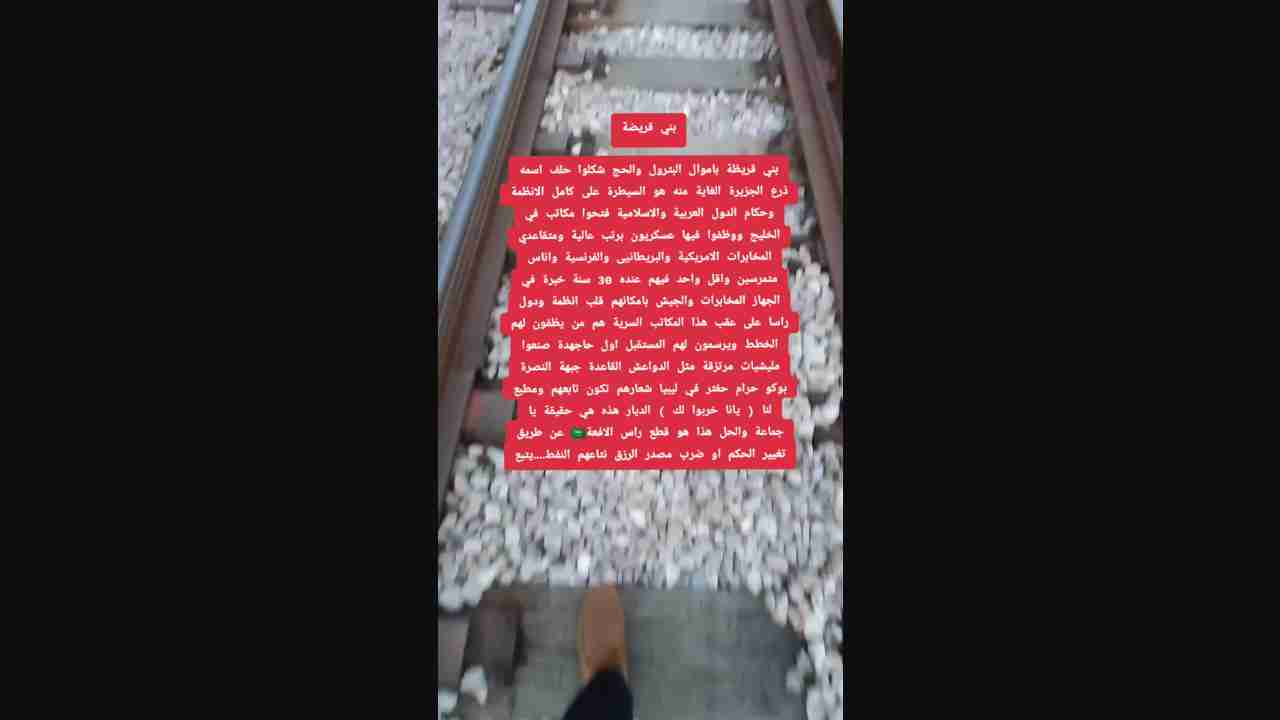 بني قريضة
بني قريظة باموال البترول والحج شكلوا حلف اسمه
ذرع الجزيرة الغاية منه هو السيطرة على كامل الانظمة
وحكام الدول العربية والاسلامية فتحوا مكاتب في
الخليج ووظفوا فيها عسكريون برتب عالية ومتقاعدي
المخابرات الامريكية والبريطانيى والفرنسية واناس
متمرسين واقل واحد فيهم عنده 30 سنة خبرة في
الجهاز المخابرات والجيش بامكانهم قلب انظمة ودول
راسا على عقب هذا المكاتب السرية هم من يظفون لهم
الخطط ويرسمون لهم المستقبل اول حاجهدة صنعوا
مليشيات مرتزقة مثل الدواعش القاعدة جبهة النصرة
بوكو حرام حفتر في ليبيا شعارهم تكون تابعهم ومطيع
لنا ( يانا خربوا لك ) الديار هذه هي حقيقة يا
جماعة والحل هذا هو قطع راس الافعة🇸🇦 عن طريق
تغيير الحكم او ضرب مصدر الرزق نتاعهم النفط....يتبع